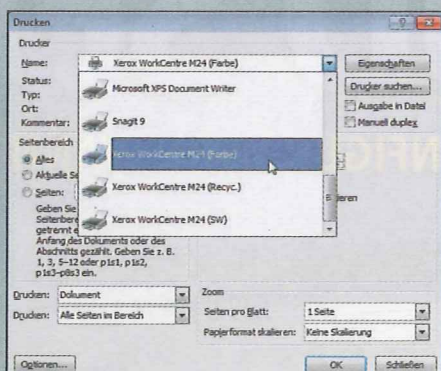 Drucken
Drucker
Name: Xerox WorkCentre M24 (Farbe) Eigenschaften
Status: Microsoft XPS Document Writer Drucker suchen...
Typ:
Ort: Snagit 9 Ausgabe in Datei
Kommentar: Manuell duplex
Seitenbereich Xerox WorkCentre M24 (Farbe)
Alles
Aktuelle Se Xerox WorkCentre M24 (Recyc.)
Seiten: ieren
Geben Sie Xerox WorkCentre M24 (SW)
Seitenbere
getrennt e
Anfang des Dokuments oder des
Abschnitts gezählt. Geben Sie z. B.
1, 3, 5–12 oder p1s1, p1s2,
p1s3–p8s3 ein.
Drucken: Dokument Zoom
Drucken: Alle Seiten im Bereich Seiten pro Blatt: 1 Seite
Papierformat skalieren: Keine Skalierung
Optionen... OK Schließen